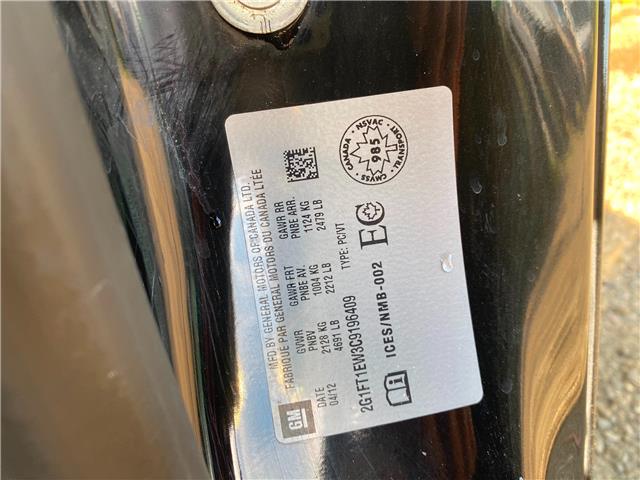 GM
MFD BY GENERAL MOTORS OF CANADA LTD.
FABRIQUÉ PAR GENERAL MOTORS DU CANADA LTÉE
DATE GVWR GAWR FRT GAWR RR
04/12 PNBV PNBE AV. PNBE ARR.
2128 KG 1004 KG 1124 KG
4691 LB 2212 LB 2479 LB
TYPE: PC/VT
2G1FT1EW3C9196409
ICES/NMB-002 EC
CANADA · NSVAC · TRANSPORT · CMVSS
985